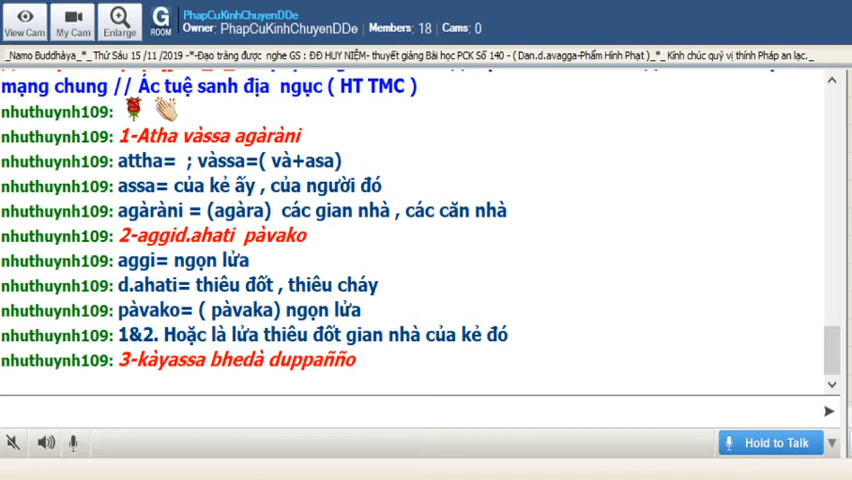 PhapCuKinhChuyenDDe
Owner: PhapCuKinhChuyenDDe Members: 18 Cams: 0
View Cam My Cam Enlarge G ROOM
_Namo Buddhàya_*_ Thứ Sáu 15 /11 /2019 -*-Đạo tràng được nghe GS : ĐĐ HUY NIỆM- thuyết giảng Bài học PCK Số 140 - ( Dan.d.avagga-Phẩm Hình Phạt )_*_ Kính chúc quý vị thính Pháp an lạc._
mạng chung // Ác tuệ sanh địa ngục ( HT TMC )
nhuthuynh109:
nhuthuynh109: 1-Atha vàssa agàràni
nhuthuynh109: attha= ; vàssa=( và+asa)
nhuthuynh109: assa= của kẻ ấy , của người đó
nhuthuynh109: agàràni = (agàra) các gian nhà , các căn nhà
nhuthuynh109: 2-aggid.ahati pàvako
nhuthuynh109: aggi= ngọn lửa
nhuthuynh109: d.ahati= thiêu đốt , thiêu cháy
nhuthuynh109: pàvako= ( pàvaka) ngọn lửa
nhuthuynh109: 1&2. Hoặc là lửa thiêu đốt gian nhà của kẻ đó
nhuthuynh109: 3-kàyassa bhedà duppañño
Hold to Talk